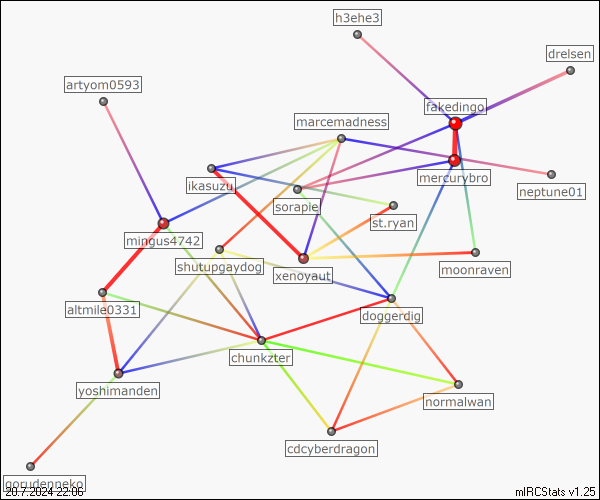 h3ehe3
drelsen
artyom0593
fakedingo
marcemadness
mercurybro
ikasuzu
neptune01
sorapie
st.ryan
mingus4742
shutupgaydog
xenoyaut
moonraven
altmile0331
doggerdig
chunkzter
yoshimanden
normalwan
cdcyberdragon
gorudenneko
20.7.2024 22:06
mIRCStats v1.25